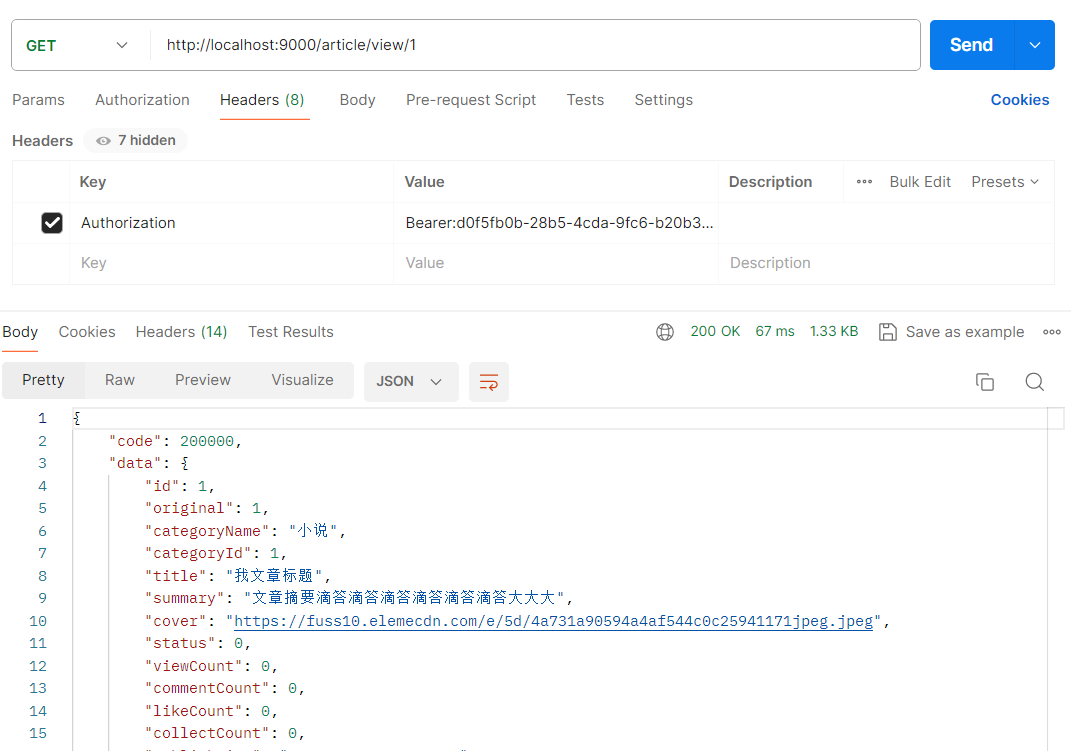 GET http://localhost:9000/article/view/1 Send
Params Authorization Headers (8) Body Pre-request Script Tests Settings Cookies
Headers 7 hidden
Key Value Description Bulk Edit Presets
Authorization Bearer:d0f5fb0b-28b5-4cda-9fc6-b20b3...
Key Value Description
Body Cookies Headers (14) Test Results 200 OK 67 ms 1.33 KB Save as example
Pretty Raw Preview Visualize JSON
1 {
2 "code": 200000,
3 "data": {
4 "id": 1,
5 "original": 1,
6 "categoryName": "小说",
7 "categoryId": 1,
8 "title": "我文章标题",
9 "summary": "文章摘要滴答滴答滴答滴答滴答滴答大大大",
10 "cover": "https://fuss10.elemecdn.com/e/5d/4a731a90594a4af544c0c25941171jpeg.jpeg",
11 "status": 0,
12 "viewCount": 0,
13 "commentCount": 0,
14 "likeCount": 0,
15 "collectCount": 0,